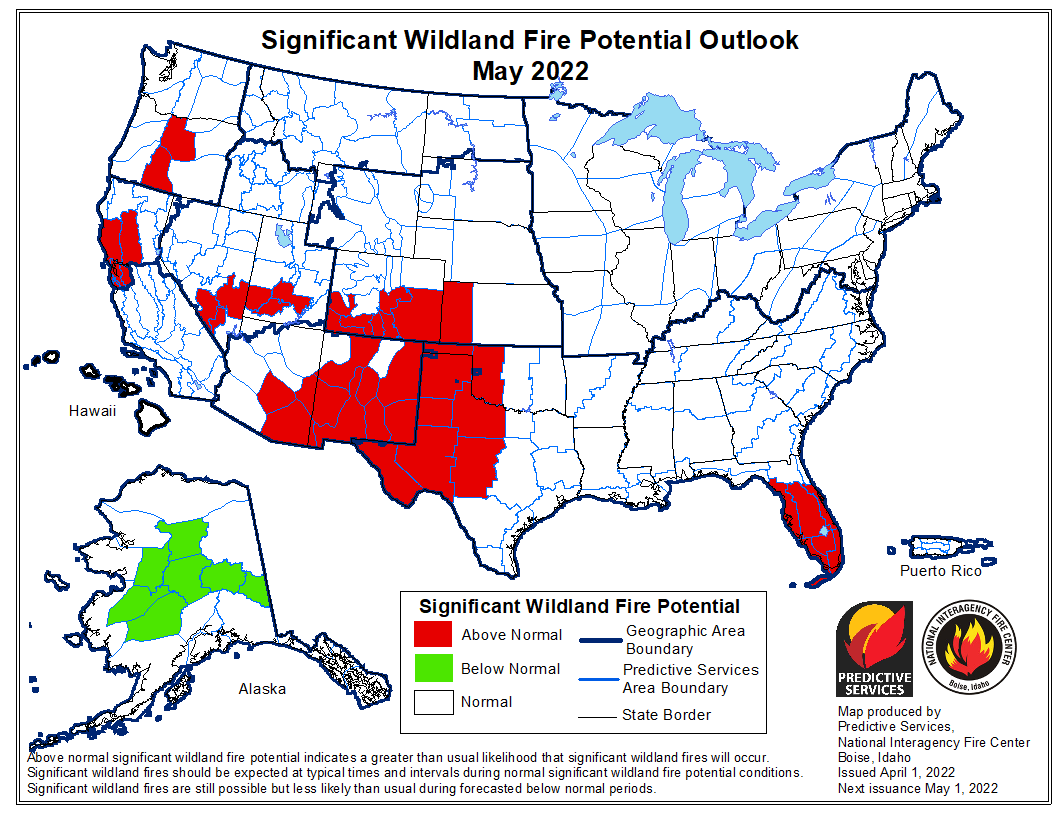 Significant Wildland Fire Potential Outlook
May 2022
Hawaii
Alaska
Puerto Rico
Significant Wildland Fire Potential
Above Normal
Below Normal
Normal
Geographic Area
Boundary
Predictive Services
Area Boundary
State Border
PREDICTIVE
SERVICES
NATIONAL INTERAGENCY FIRE CENTER
Boise, Idaho
Map produced by
Predictive Services,
National Interagency Fire Center
Boise, Idaho
Issued April 1, 2022
Next issuance May 1, 2022
Above normal significant wildland fire potential indicates a greater than usual likelihood that significant wildland fires will occur.
Significant wildland fires should be expected at typical times and intervals during normal significant wildland fire potential conditions.
Significant wildland fires are still possible but less likely than usual during forecasted below normal periods.